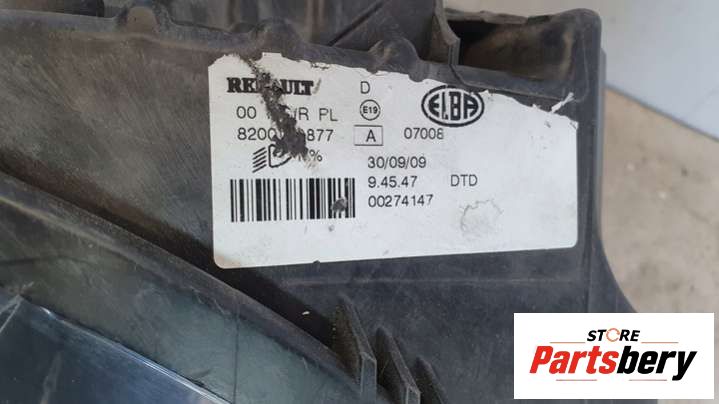 RENAULT D
E19 ELBA
00 /R PL
8200 877 A 07008
%
30/09/09
9.45.47 DTD
00274147
STORE
Partsbery